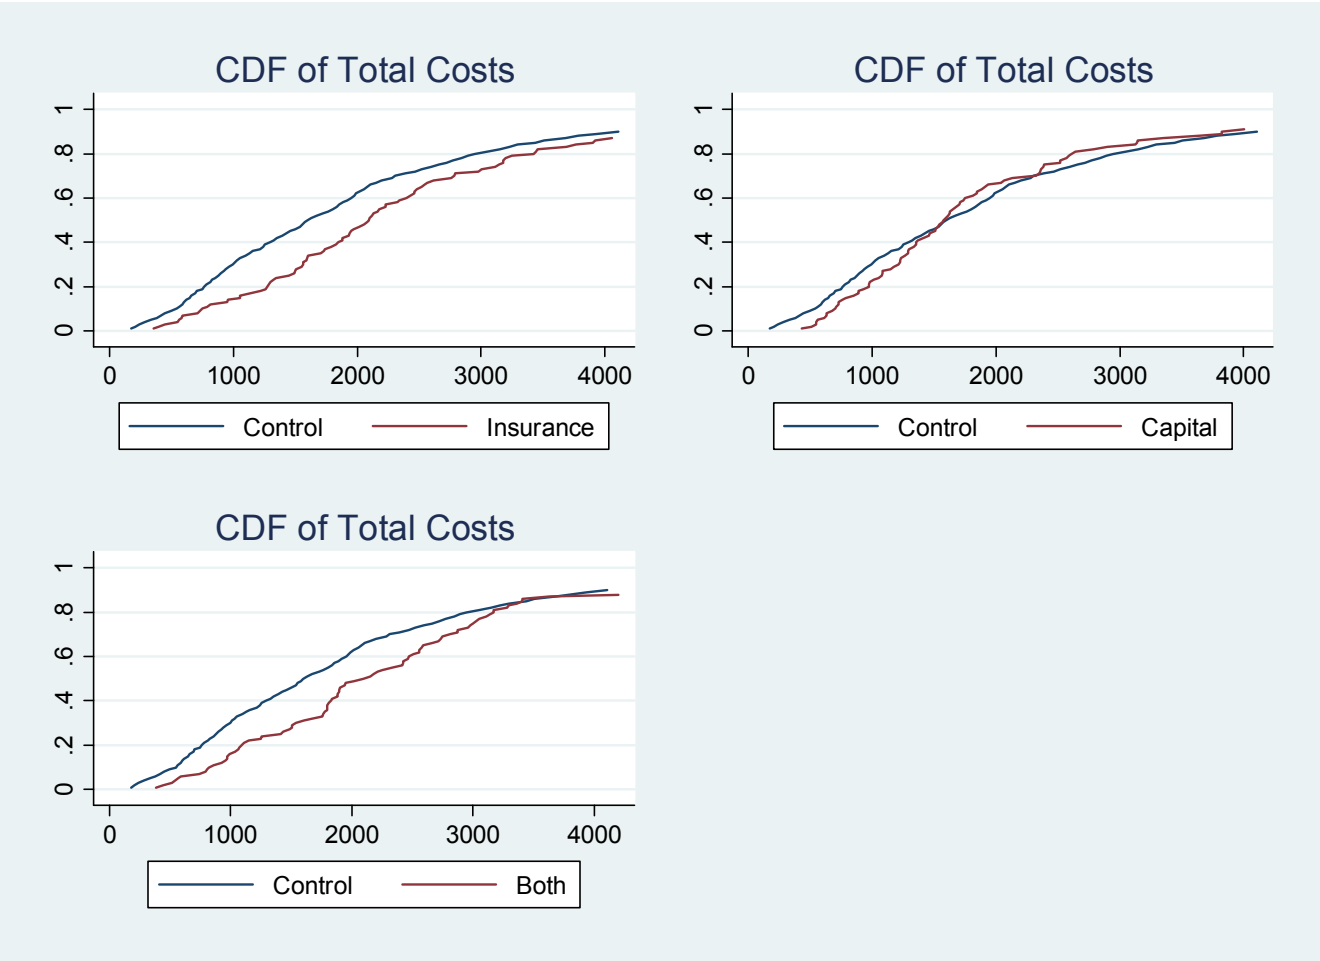 CDF of Total Costs
1
.8
.6
.4
.2
0
0 1000 2000 3000 4000
Control Insurance
CDF of Total Costs
1
.8
.6
.4
.2
0
0 1000 2000 3000 4000
Control Capital
CDF of Total Costs
1
.8
.6
.4
.2
0
0 1000 2000 3000 4000
Control Both